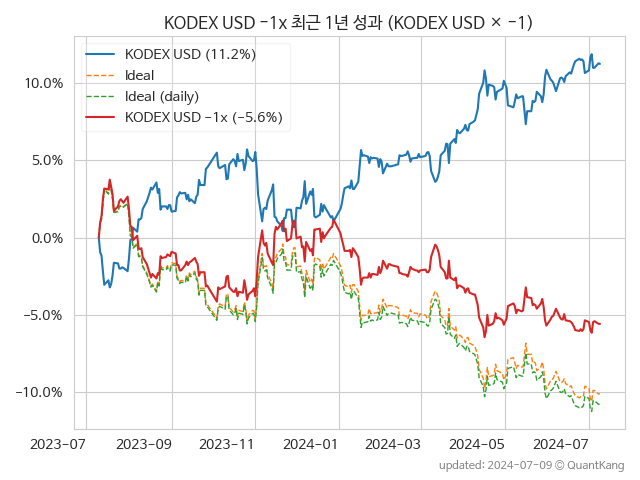 KODEX USD −1x 최근 1년 성과 (KODEX USD × −1)
KODEX USD (11.2%)
Ideal
Ideal (daily)
KODEX USD −1x (−5.6%)
10.0%
5.0%
0.0%
−5.0%
−10.0%
2023-07 2023-09 2023-11 2024-01 2024-03 2024-05 2024-07
updated: 2024-07-09 © QuantKang